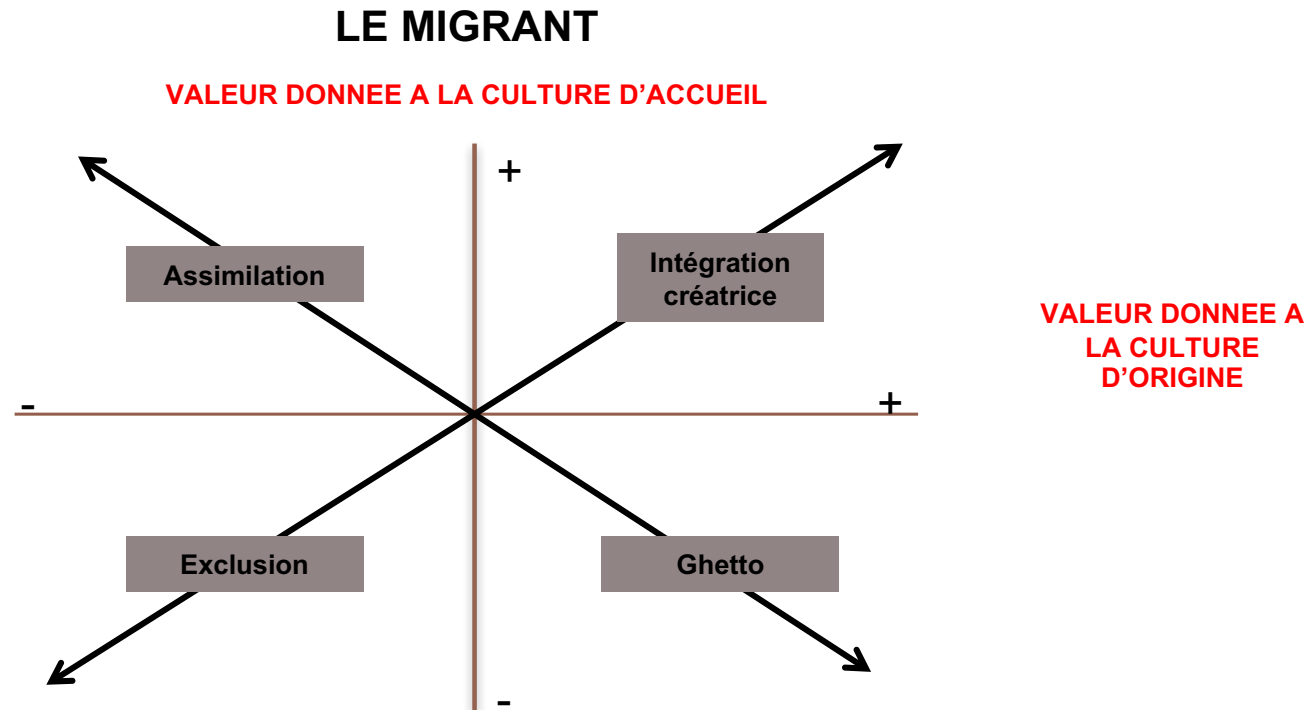 LE MIGRANT
VALEUR DONNEE A LA CULTURE D’ACCUEIL
+
Assimilation
Intégration
créatrice
VALEUR DONNEE A
LA CULTURE
D’ORIGINE
-
+
Exclusion
Ghetto
-